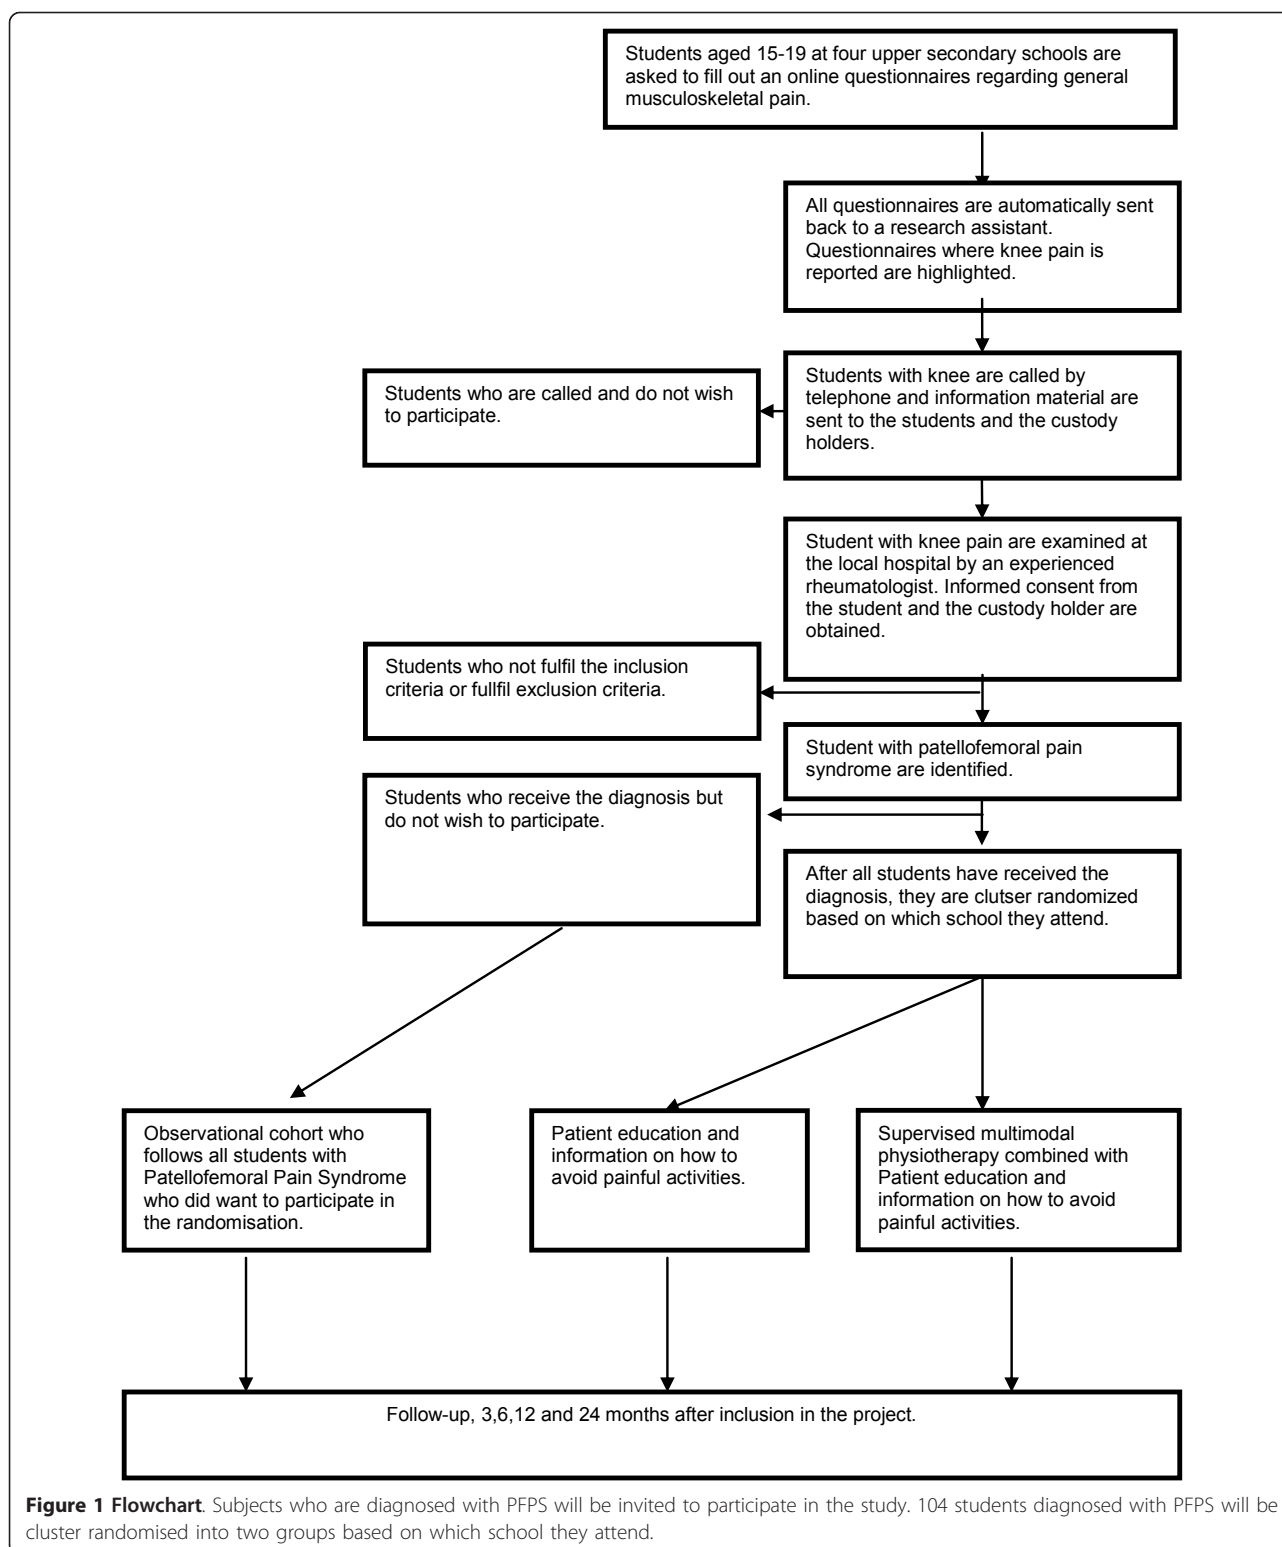 Students aged 15-19 at four upper secondary schools are
asked to fill out an online questionnaires regarding general
musculoskeletal pain.
All questionnaires are automatically sent
back to a research assistant.
Questionnaires where knee pain is
reported are highlighted.
Students with knee are called by
telephone and information material are
sent to the students and the custody
holders.
Students who are called and do not wish
to participate.
Student with knee pain are examined at
the local hospital by an experienced
rheumatologist. Informed consent from
the student and the custody holder are
obtained.
Students who not fulfil the inclusion
criteria or fullfil exclusion criteria.
Student with patellofemoral pain
syndrome are identified.
Students who receive the diagnosis but
do not wish to participate.
After all students have received the
diagnosis, they are clutser randomized
based on which school they attend.
Observational cohort who
follows all students with
Patellofemoral Pain Syndrome
who did want to participate in
the randomisation.
Patient education and
information on how to
avoid painful activities.
Supervised multimodal
physiotherapy combined with
Patient education and
information on how to avoid
painful activities.
Follow-up, 3,6,12 and 24 months after inclusion in the project.
Figure 1 Flowchart. Subjects who are diagnosed with PFPS will be invited to participate in the study. 104 students diagnosed with PFPS will be
cluster randomised into two groups based on which school they attend.